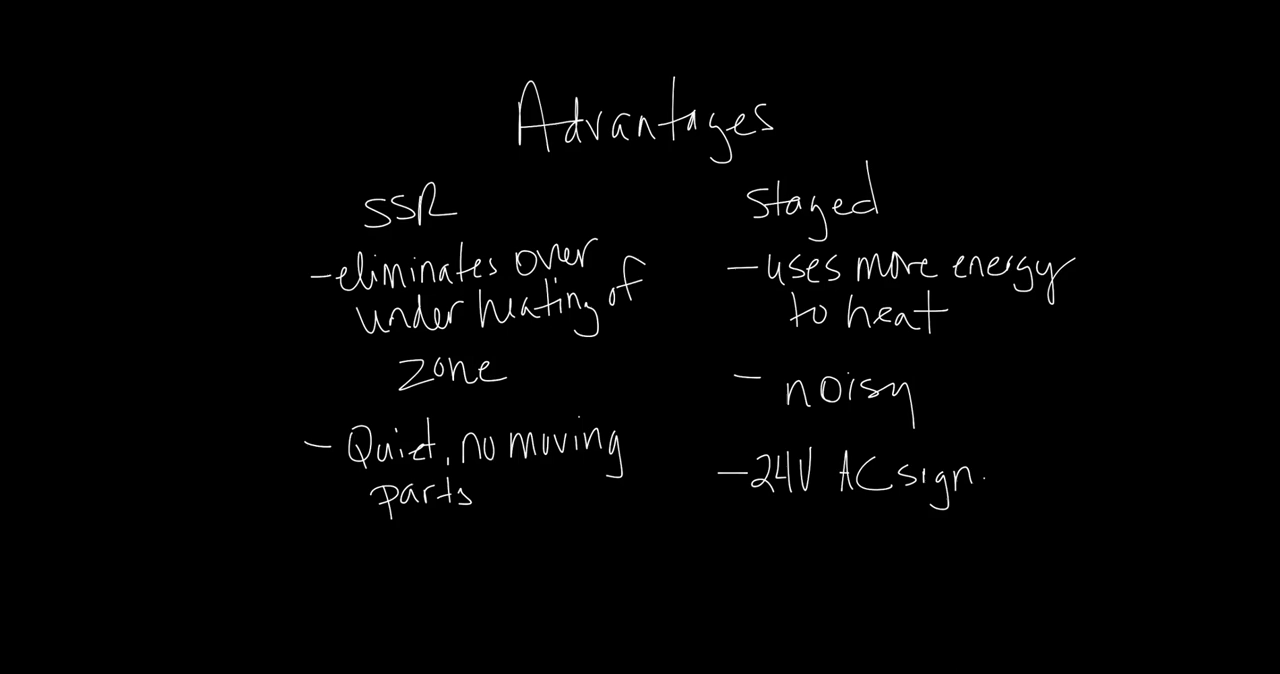 Advantages
SSR
-eliminates over
under heating of
zone
- Quiet, no moving
parts
Staged
-uses more energy
to heat
- noisy
-24V AC sign